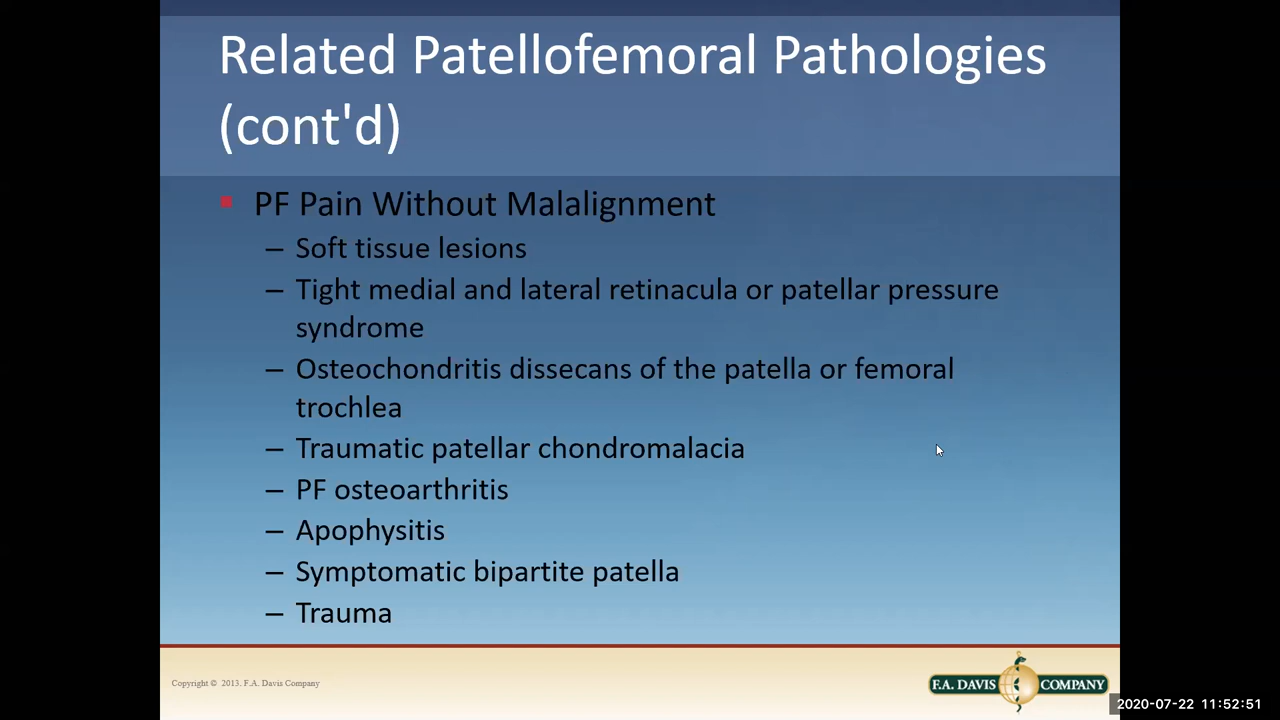 Related Patellofemoral Pathologies
(cont'd)
▪ PF Pain Without Malalignment
– Soft tissue lesions
– Tight medial and lateral retinacula or patellar pressure
syndrome
– Osteochondritis dissecans of the patella or femoral
trochlea
– Traumatic patellar chondromalacia
– PF osteoarthritis
– Apophysitis
– Symptomatic bipartite patella
– Trauma
Copyright © 2013. F.A. Davis Company
F.A. DAVIS COMPANY
2020-07-22 11:52:51